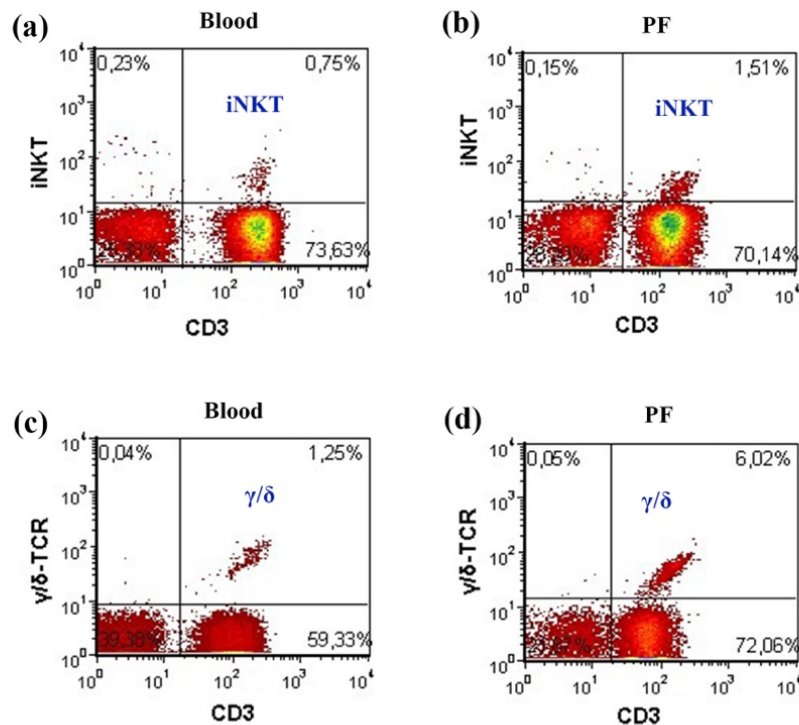 (a)
Blood
10⁴
0,23%
0,75%
iNKT
10³
10²
10¹
10⁰
iNKT
73,63%
10⁰
10¹
10²
10³
10⁴
CD3
(b)
PF
10⁴
0,15%
1,51%
iNKT
10³
10²
10¹
10⁰
iNKT
70,14%
10⁰
10¹
10²
10³
10⁴
CD3
(c)
Blood
10⁴
0,04%
1,25%
γ/δ
10³
10²
10¹
10⁰
γ/δ-TCR
39,38%
59,33%
10⁰
10¹
10²
10³
10⁴
CD3
(d)
PF
10⁴
0,05%
6,02%
γ/δ
10³
10²
10¹
10⁰
γ/δ-TCR
72,06%
10⁰
10¹
10²
10³
10⁴
CD3